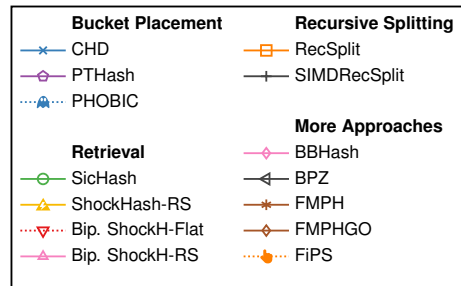 Bucket Placement
CHD
PTHash
PHOBIC
Retrieval
SicHash
ShockHash-RS
Bip. ShockH-Flat
Bip. ShockH-RS
Recursive Splitting
RecSplit
SIMDRecSplit
More Approaches
BBHash
BPZ
FMPH
FMPHGO
FiPS